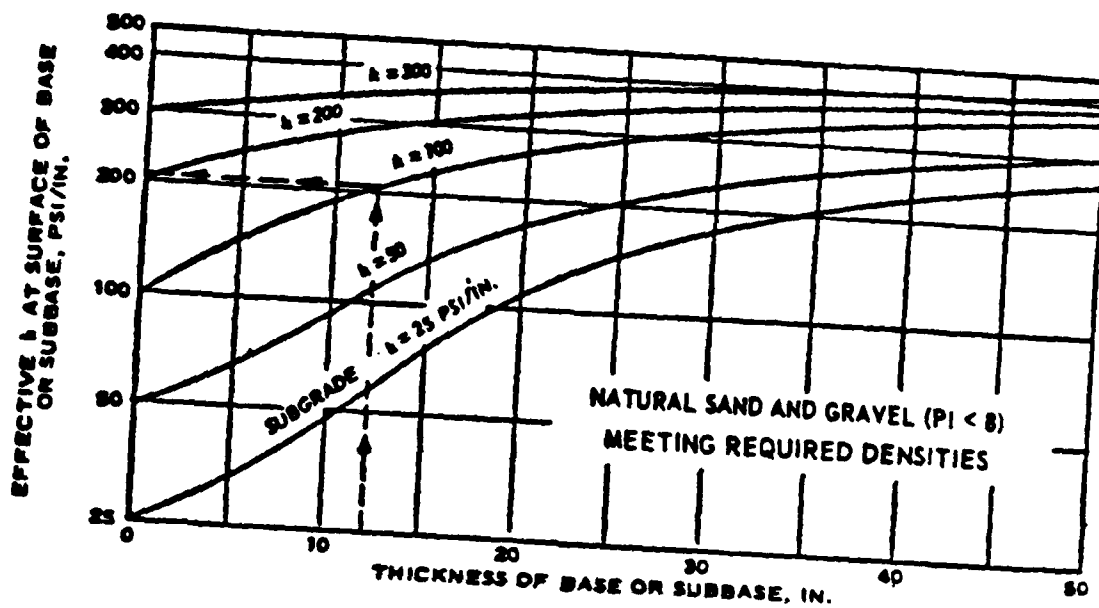 EFFECTIVE k AT SURFACE OF BASE
OR SUBBASE, PSI/IN.
500
400
300
200
100
50
25
k = 300
k = 200
k = 100
k = 50
SUBGRADE k = 25 PSI/IN.
NATURAL SAND AND GRAVEL (PI < 8)
MEETING REQUIRED DENSITIES
0
10
20
30
40
50
THICKNESS OF BASE OR SUBBASE, IN.